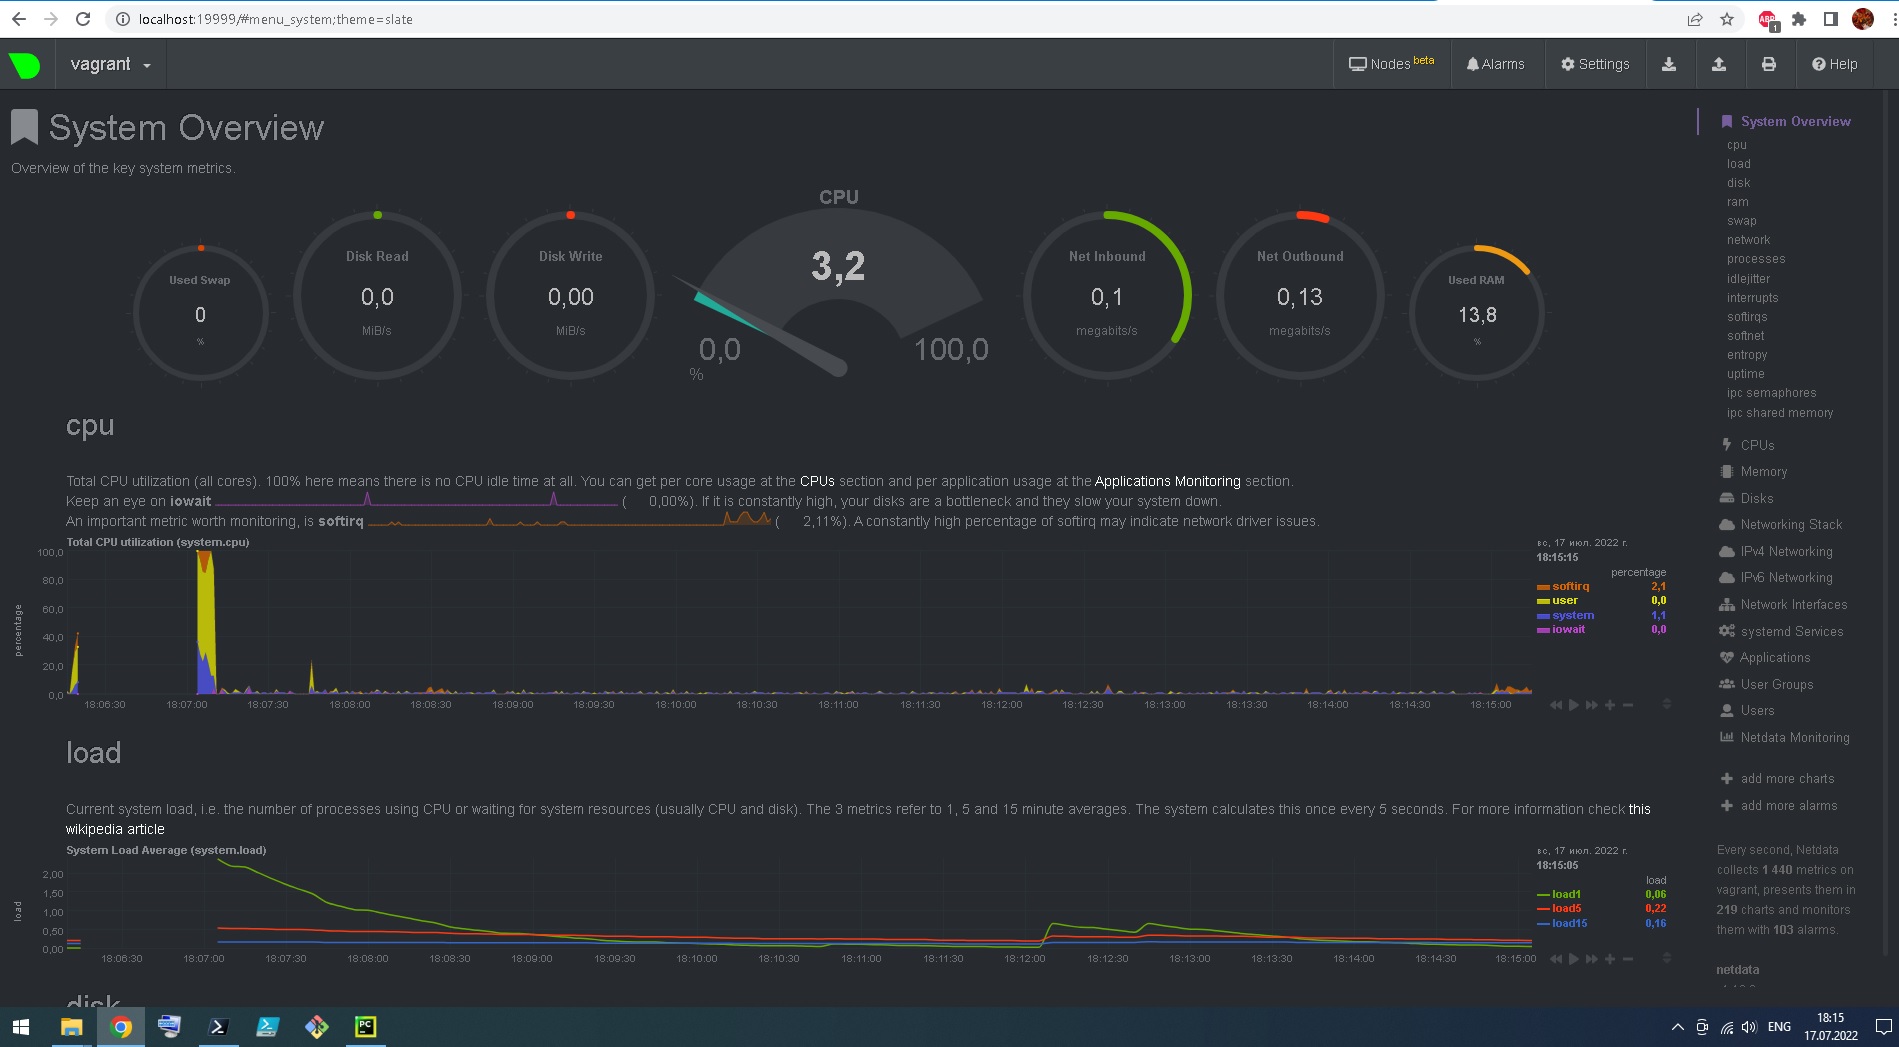 localhost:19999/#menu_system;theme=slate
ABP
1
vagrant
Nodes beta
Alarms
Settings
Help
System Overview
Overview of the key system metrics.
Used Swap
0
%
Disk Read
0,0
MiB/s
Disk Write
0,00
MiB/s
CPU
3,2
0,0
100,0
%
Net Inbound
0,1
megabits/s
Net Outbound
0,13
megabits/s
Used RAM
13,8
%
cpu
Total CPU utilization (all cores). 100% here means there is no CPU idle time at all. You can get per core usage at the CPUs section and per application usage at the Applications Monitoring section.
Keep an eye on iowait ( 0,00%). If it is constantly high, your disks are a bottleneck and they slow your system down.
An important metric worth monitoring, is softirq ( 2,11%). A constantly high percentage of softirq may indicate network driver issues.
Total CPU utilization (system.cpu)
100,0
80,0
60,0
40,0
20,0
0,0
percentage
18:06:30 18:07:00 18:07:30 18:08:00 18:08:30 18:09:00 18:09:30 18:10:00 18:10:30 18:11:00 18:11:30 18:12:00 18:12:30 18:13:00 18:13:30 18:14:00 18:14:30 18:15:00
вс, 17 июл. 2022 г.
18:15:15
percentage
softirq 2,1
user 0,0
system 1,1
iowait 0,0
load
Current system load, i.e. the number of processes using CPU or waiting for system resources (usually CPU and disk). The 3 metrics refer to 1, 5 and 15 minute averages. The system calculates this once every 5 seconds. For more information check this
wikipedia article
System Load Average (system.load)
2,00
1,50
1,00
0,50
0,00
load
18:06:30 18:07:00 18:07:30 18:08:00 18:08:30 18:09:00 18:09:30 18:10:00 18:10:30 18:11:00 18:11:30 18:12:00 18:12:30 18:13:00 18:13:30 18:14:00 18:14:30 18:15:00
вс, 17 июл. 2022 г.
18:15:05
load
load1 0,06
load5 0,22
load15 0,16
disk
System Overview
cpu
load
disk
ram
swap
network
processes
idlejitter
interrupts
softirqs
softnet
entropy
uptime
ipc semaphores
ipc shared memory
CPUs
Memory
Disks
Networking Stack
IPv4 Networking
IPv6 Networking
Network Interfaces
systemd Services
Applications
User Groups
Users
Netdata Monitoring
add more charts
add more alarms
Every second, Netdata
collects 1 440 metrics on
vagrant, presents them in
219 charts and monitors
them with 103 alarms.
netdata
PC
ENG
18:15
17.07.2022